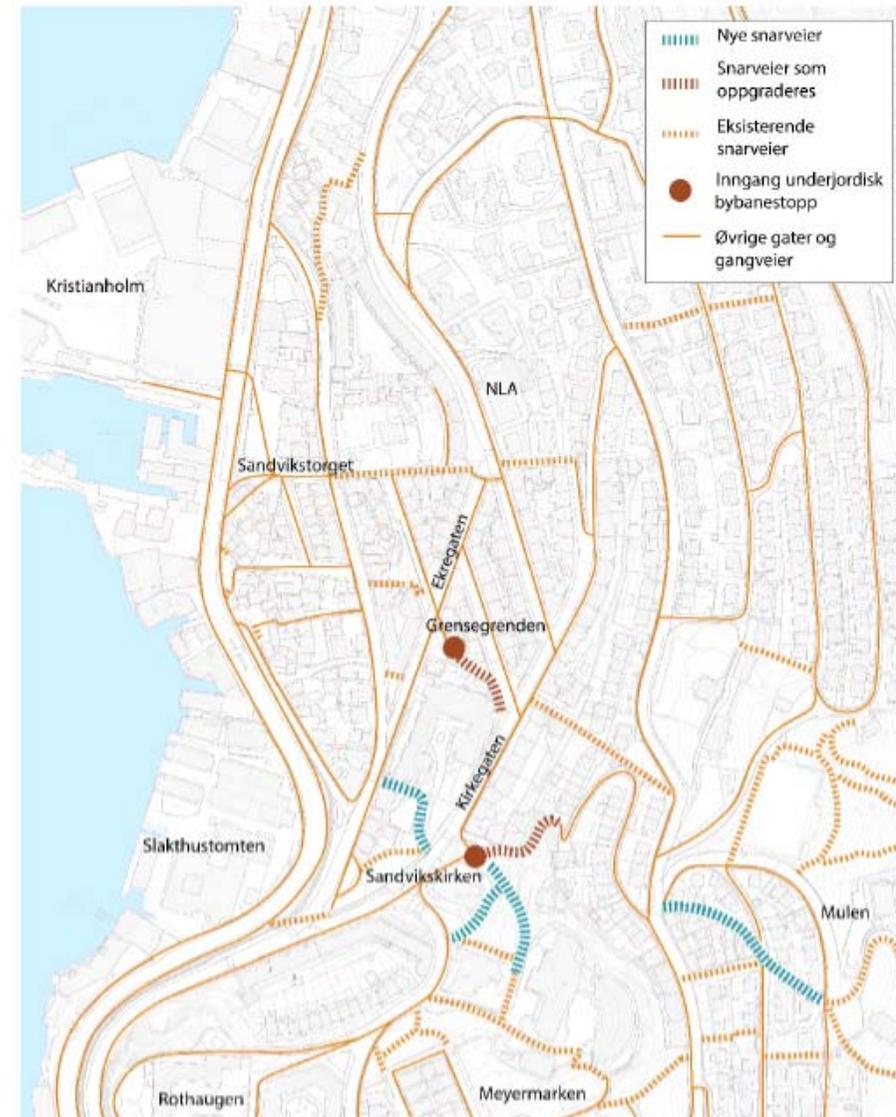 Nye snarveier
Snarveier som
oppgraderes
Eksisterende
snarveier
Inngang underjordisk
bybanestopp
Øvrige gater og
gangveier
Kristianholm
NLA
Sandvikstorget
Ekregaten
Grensegrenden
Kirkegaten
Slakthustomten
Sandvikskirken
Mulen
Rothaugen
Meyermarken